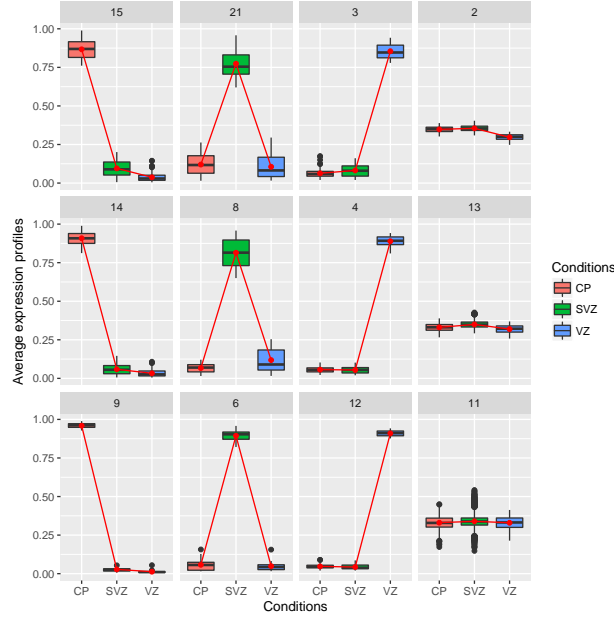 15 21 3 2
1.00
0.75
0.50
0.25
0.00
14 8 4 13
1.00
0.75
0.50
0.25
0.00
9 6 12 11
1.00
0.75
0.50
0.25
0.00
CP SVZ VZ CP SVZ VZ CP SVZ VZ CP SVZ VZ
Conditions
Average expression profiles
Conditions
CP
SVZ
VZ